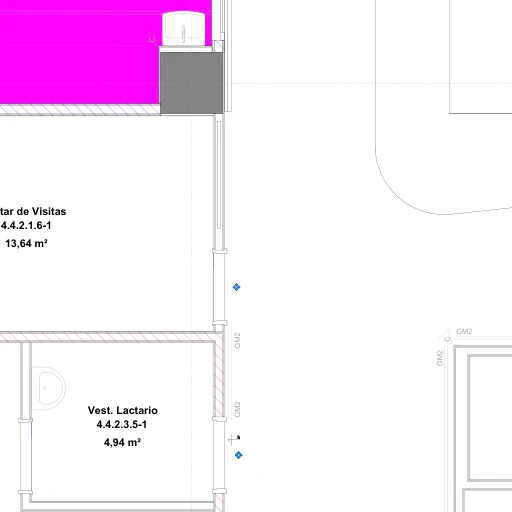 tar de Visitas
4.4.2.1.6-1
13,64 m²
GM2
GM2
GM2
GM2
Vest. Lactario
4.4.2.3.5-1
4,94 m²